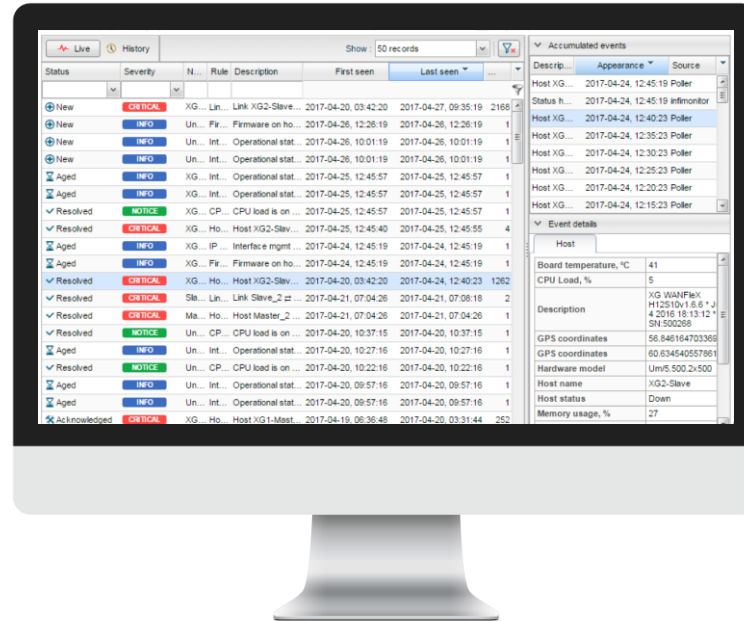 Live History Show : 50 records
Status Severity N... Rule Description First seen Last seen ...
New CRITICAL XG... Lin... Link XG2-Slave... 2017-04-20, 03:42:20 2017-04-27, 09:35:19 2168
New INFO Un... Fir... Firmware on ho... 2017-04-26, 12:26:19 2017-04-26, 12:26:19 1
New INFO Un... Int... Operational stat... 2017-04-26, 10:01:19 2017-04-26, 10:01:19 1
New INFO Un... Int... Operational stat... 2017-04-26, 10:01:19 2017-04-26, 10:01:19 1
Aged INFO XG... Int... Operational stat... 2017-04-25, 12:45:57 2017-04-25, 12:45:57 1
Aged INFO XG... Int... Operational stat... 2017-04-25, 12:45:57 2017-04-25, 12:45:57 1
Resolved NOTICE Un... CP... CPU load is on ... 2017-04-25, 12:45:57 2017-04-25, 12:45:57 1
Resolved CRITICAL XG... Ho... Host XG2-Slav... 2017-04-25, 12:45:40 2017-04-25, 12:45:55 4
Aged INFO XG... IP ... Interface mgmt ... 2017-04-24, 12:45:19 2017-04-24, 12:45:19 1
Aged INFO XG... Fir... Firmware on ho... 2017-04-24, 12:45:19 2017-04-24, 12:45:19 1
Resolved CRITICAL XG... Ho... Host XG2-Slav... 2017-04-20, 03:42:20 2017-04-24, 12:40:23 1262
Resolved CRITICAL Sla... Lin... Link Slave_2 ⇄ ... 2017-04-21, 07:04:26 2017-04-21, 07:08:18 2
Resolved CRITICAL Ma... Ho... Host Master_2 ... 2017-04-21, 07:04:26 2017-04-21, 07:04:26 1
Resolved NOTICE Un... CP... CPU load is on ... 2017-04-20, 10:37:15 2017-04-20, 10:37:15 1
Aged INFO Un... Int... Operational stat... 2017-04-20, 10:27:16 2017-04-20, 10:27:16 1
Resolved NOTICE Un... CP... CPU load is on ... 2017-04-20, 10:22:16 2017-04-20, 10:22:16 1
Aged INFO Un... Int... Operational stat... 2017-04-20, 09:57:16 2017-04-20, 09:57:16 1
Aged INFO Un... Int... Operational stat... 2017-04-20, 09:57:16 2017-04-20, 09:57:16 1
Acknowledged CRITICAL XG... Ho... Host XG1-Mast... 2017-04-19, 06:36:48 2017-04-20, 03:31:44 252
Accumulated events
Descrip... Appearance Source
Host XG... 2017-04-24, 12:45:19 Poller
Status h... 2017-04-24, 12:45:19 infimonitor
Host XG... 2017-04-24, 12:40:23 Poller
Host XG... 2017-04-24, 12:35:23 Poller
Host XG... 2017-04-24, 12:30:23 Poller
Host XG... 2017-04-24, 12:25:23 Poller
Host XG... 2017-04-24, 12:20:23 Poller
Host XG... 2017-04-24, 12:15:23 Poller
Event details
Host
Board temperature, °C 41
CPU Load, % 5
Description XG WANFleX
H12S10v1.6.6 * J
4 2016 18:13:12 *
SN:500268
GPS coordinates 56.846164703369
GPS coordinates 60.634540557861
Hardware model Um/5.500.2x500
Host name XG2-Slave
Host status Down
Memory usage, % 27